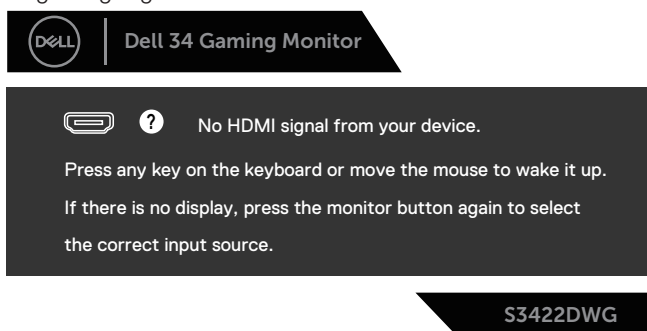 DELL
Dell 34 Gaming Monitor
? No HDMI signal from your device.
Press any key on the keyboard or move the mouse to wake it up.
If there is no display, press the monitor button again to select
the correct input source.
S3422DWG